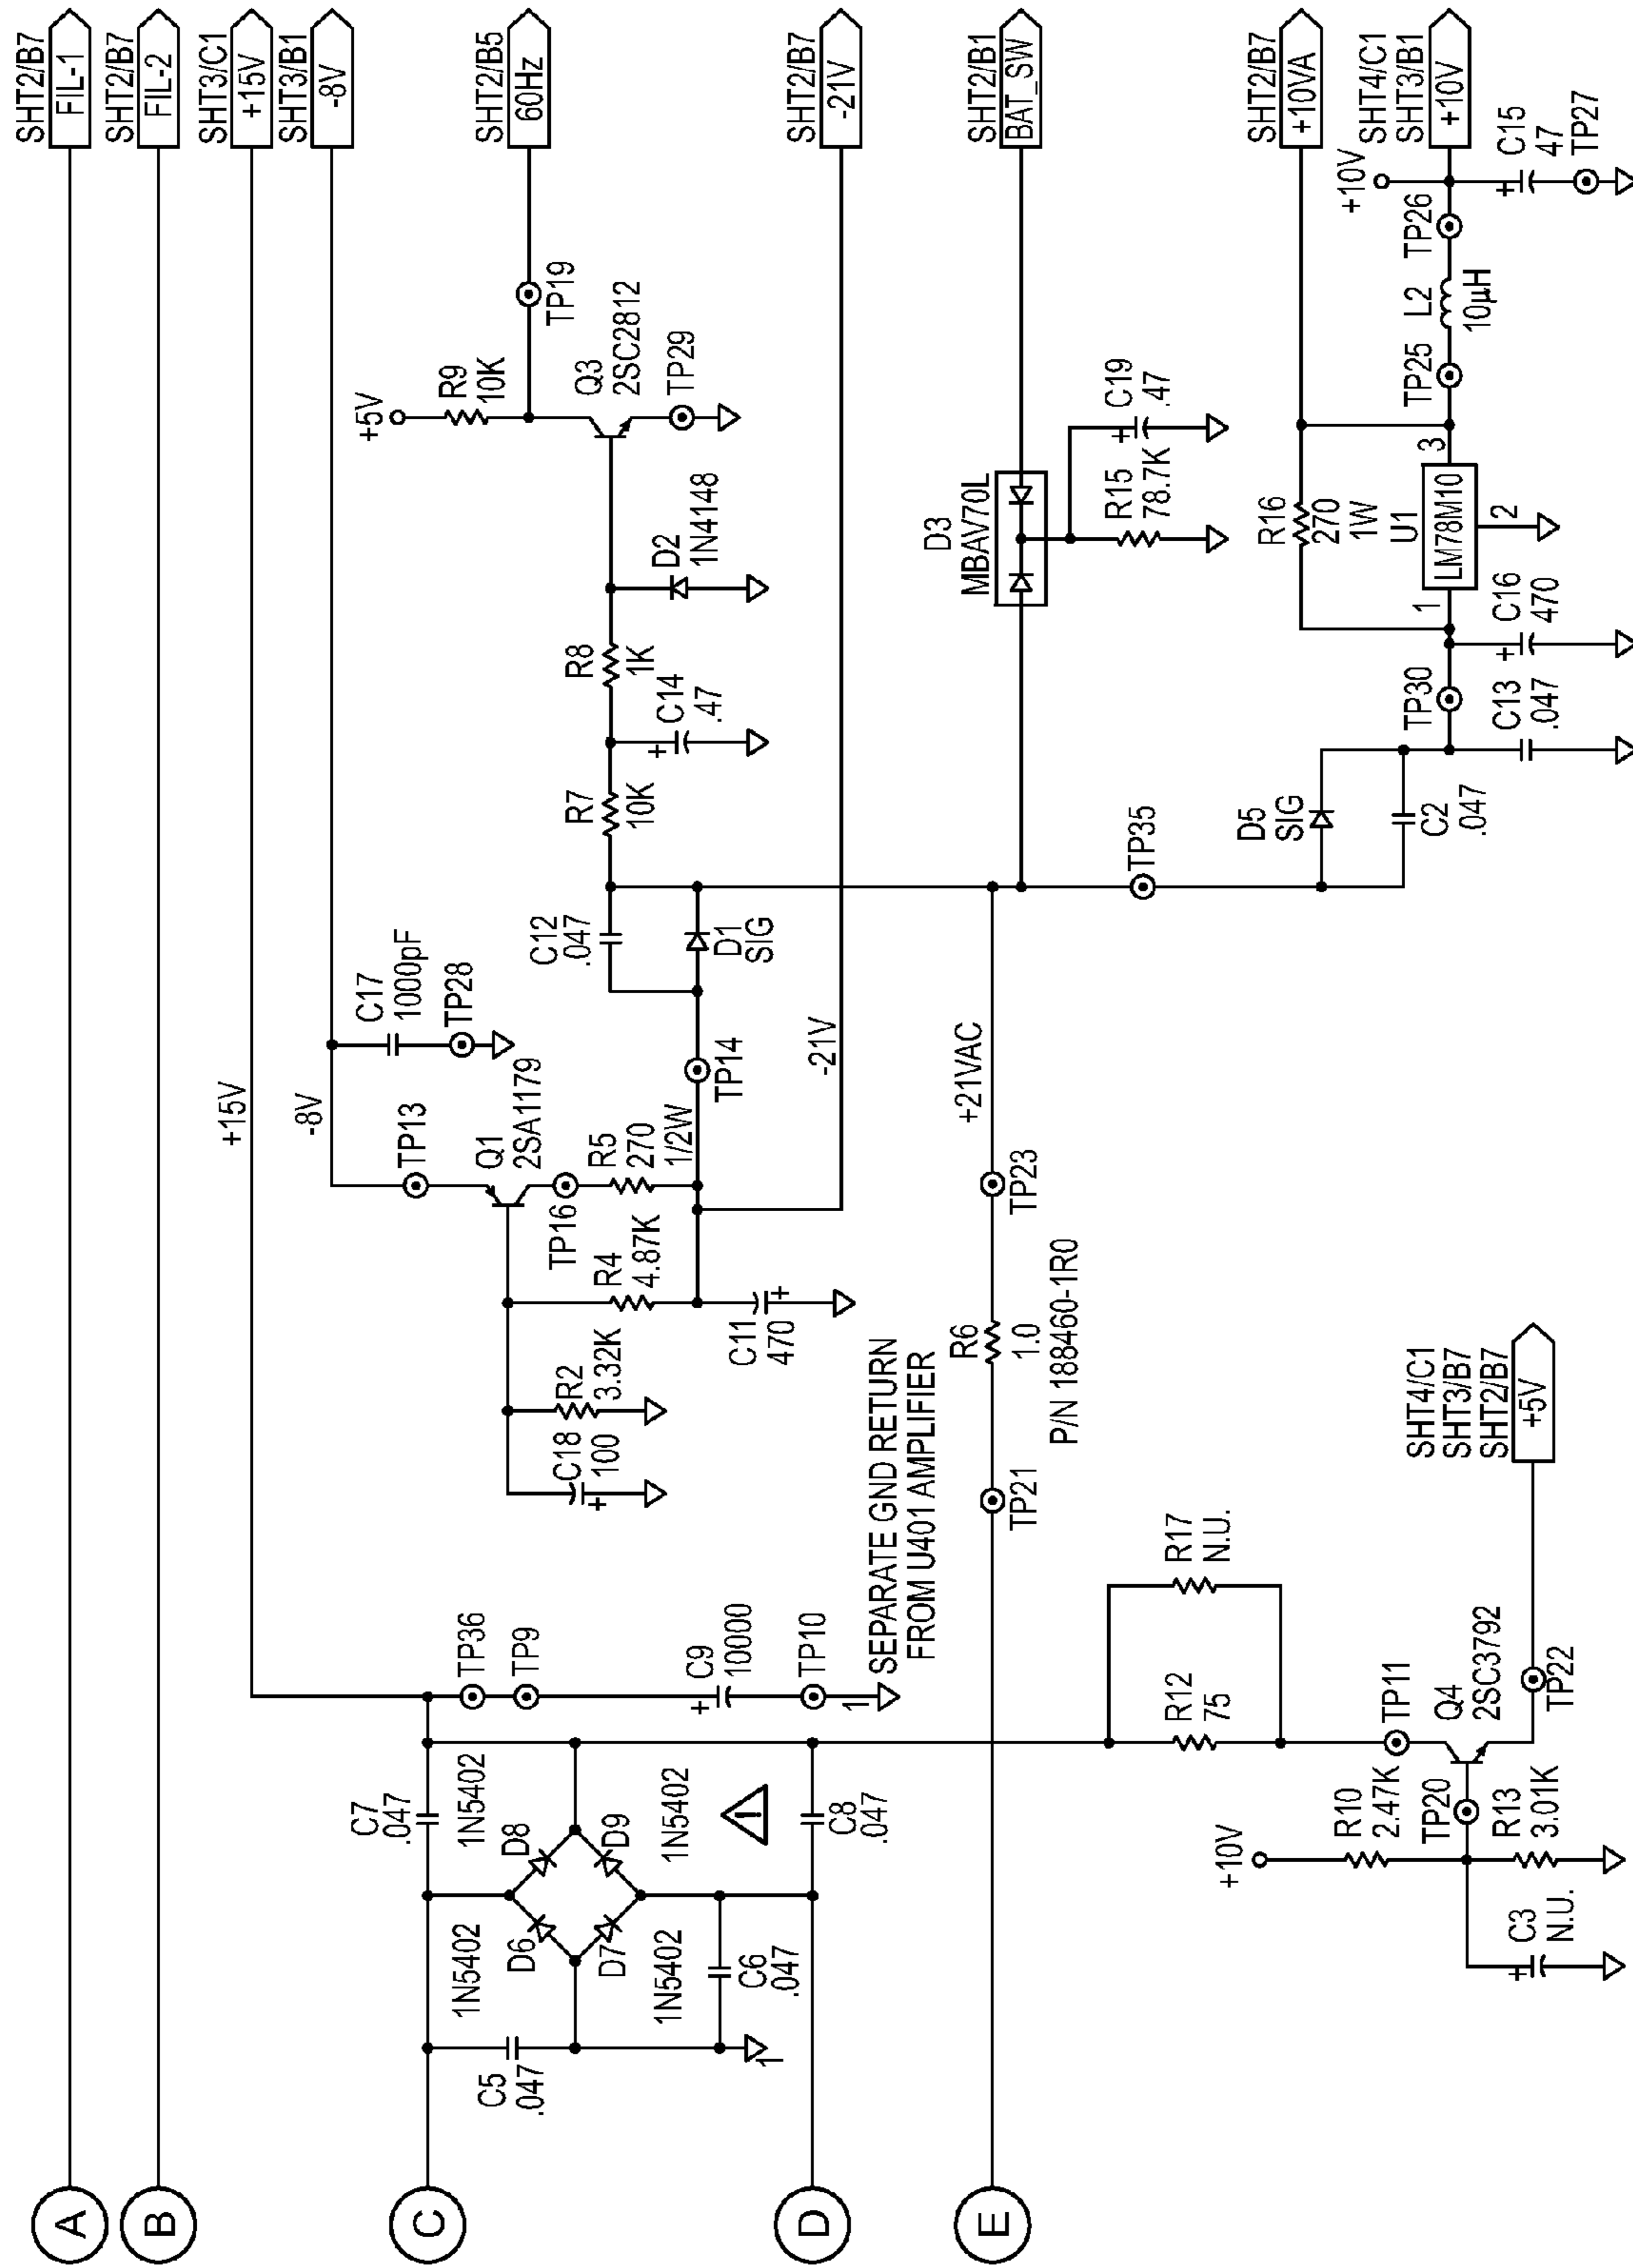 A
B
C
D
E
SHT2/B7
FIL-1
SHT2/B7
FIL-2
SHT3/C1
+15V
SHT3/B1
-8V
SHT2/B5
60Hz
SHT2/B7
-21V
SHT2/B1
BAT_SW
SHT2/B7
+10VA
SHT4/C1
SHT3/B1
+10V
+15V
-8V
C17
1000pF
TP28
TP13
Q1
2SA1179
TP16
R5
270
1/2W
R4
4.87K
R2
3.32K
C18
100
+
C11
470
+
TP14
-21V
C12
.047
D1
SIG
R7
10K
C14
.47
+
R8
1K
D2
1N4148
+5V
R9
10K
Q3
2SC2812
TP29
TP19
TP36
TP9
C9
10000
+
TP10
1
SEPARATE GND RETURN
FROM U401 AMPLIFIER
C7
.047
1N5402
D8
D9
1N5402
!
C8
.047
1N5402
D6
D7
1N5402
C6
.047
C5
.047
1
TP21
R6
1.0
P/N 188460-1R0
TP23
+21VAC
D3
MBAV70L
R15
78.7K
C19
.47
+
TP35
D5
SIG
C2
.047
TP30
C13
.047
C16
470
+
R16
270
1W
U1
LM78M10
1
2
3
TP25
L2
10µH
TP26
+10V
C15
47
+
TP27
R17
N.U.
R12
75
TP11
Q4
2SC3792
TP22
+10V
R10
2.47K
TP20
R13
3.01K
C3
N.U.
+
SHT4/C1
SHT3/B7
SHT2/B7
+5V